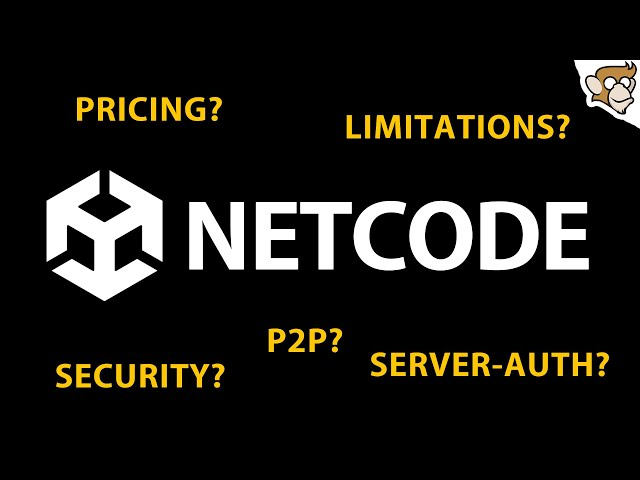 PRICING?
LIMITATIONS?
NETCODE
P2P?
SECURITY?
SERVER-AUTH?